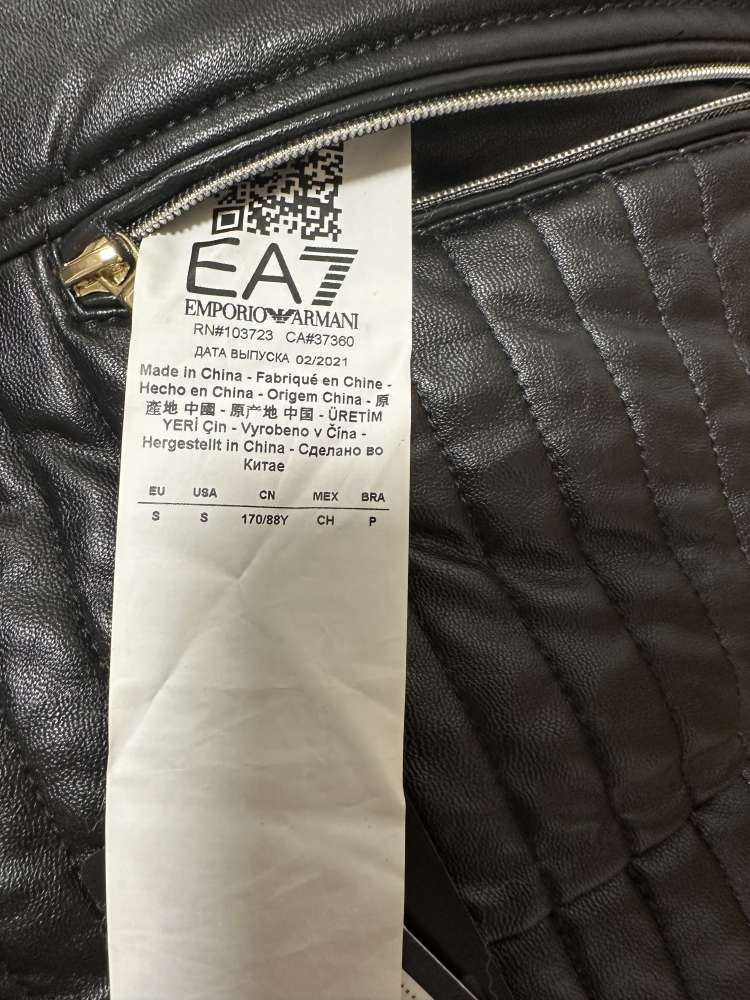 EA7
EMPORIO ARMANI
RN#103723 CA#37360
ДАТА ВЫПУСКА 02/2021
Made in China - Fabriqué en Chine -
Hecho en China - Origem China - 原
產地 中國 - 原产地 中国 - ÜRETİM
YERİ Çin - Vyrobeno v Čína -
Hergestellt in China - Сделано во
Китае
EU USA CN MEX BRA
S S 170/88Y CH P